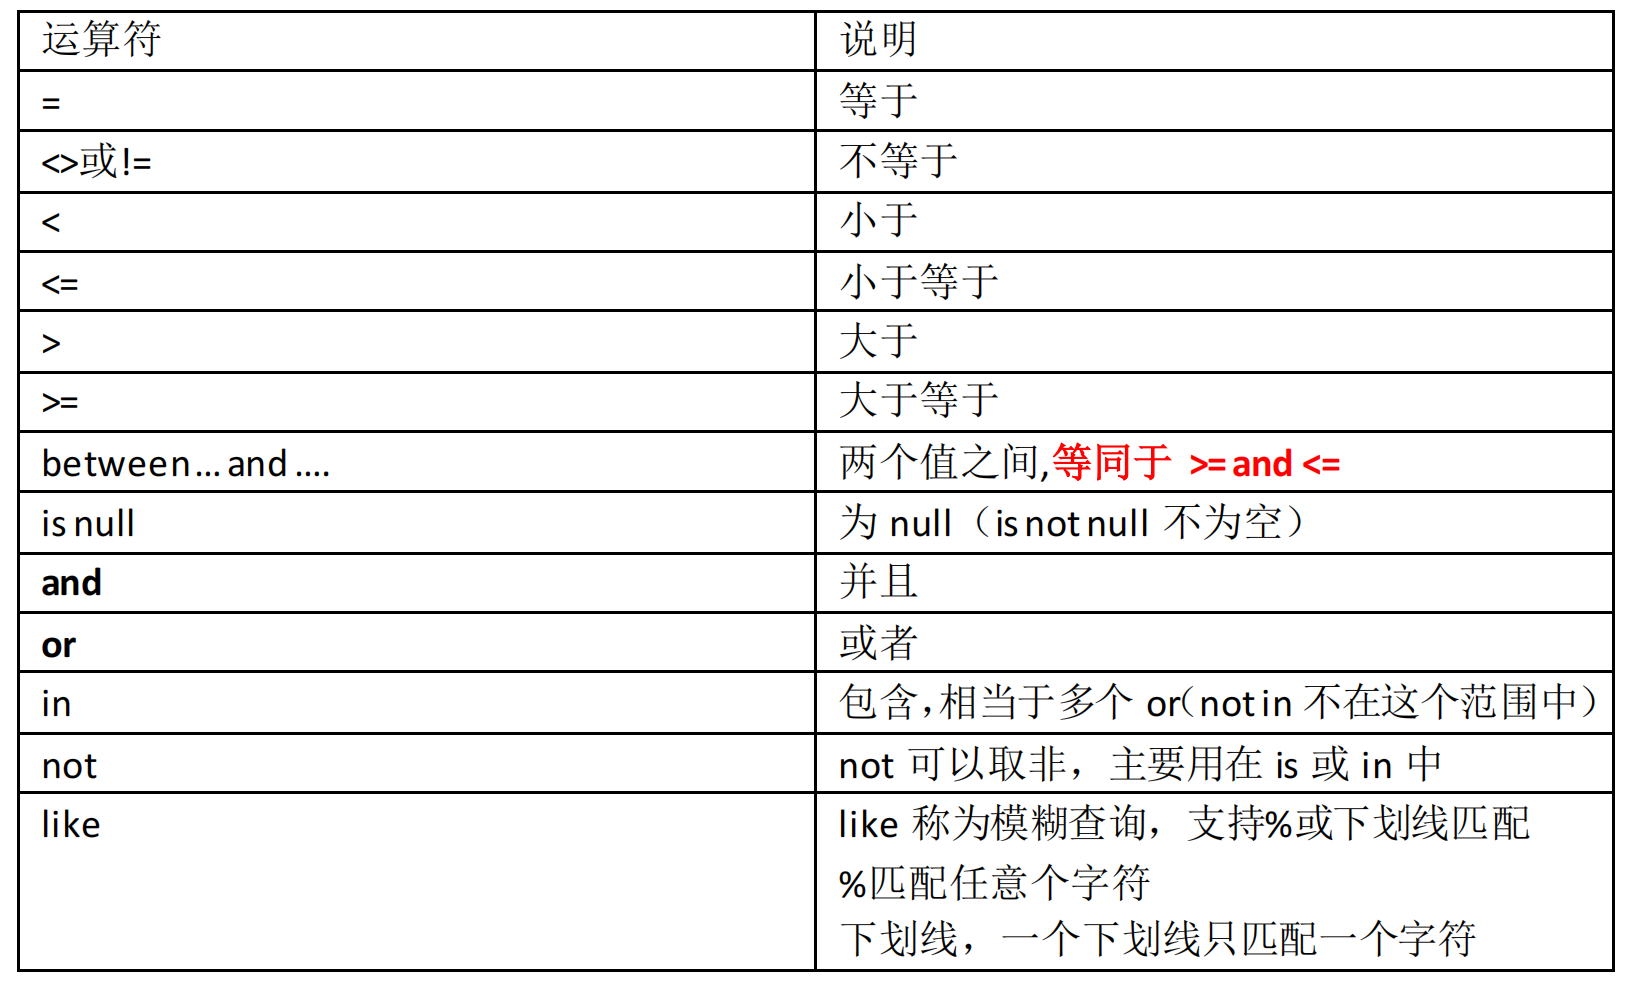 运算符 说明
= 等于
<>或!= 不等于
< 小于
<= 小于等于
> 大于
>= 大于等于
between … and …. 两个值之间,等同于 >= and <=
is null 为 null（is not null 不为空）
and 并且
or 或者
in 包含，相当于多个 or（not in 不在这个范围中）
not not 可以取非，主要用在 is 或 in 中
like like 称为模糊查询，支持%或下划线匹配
%匹配任意个字符
下划线，一个下划线只匹配一个字符